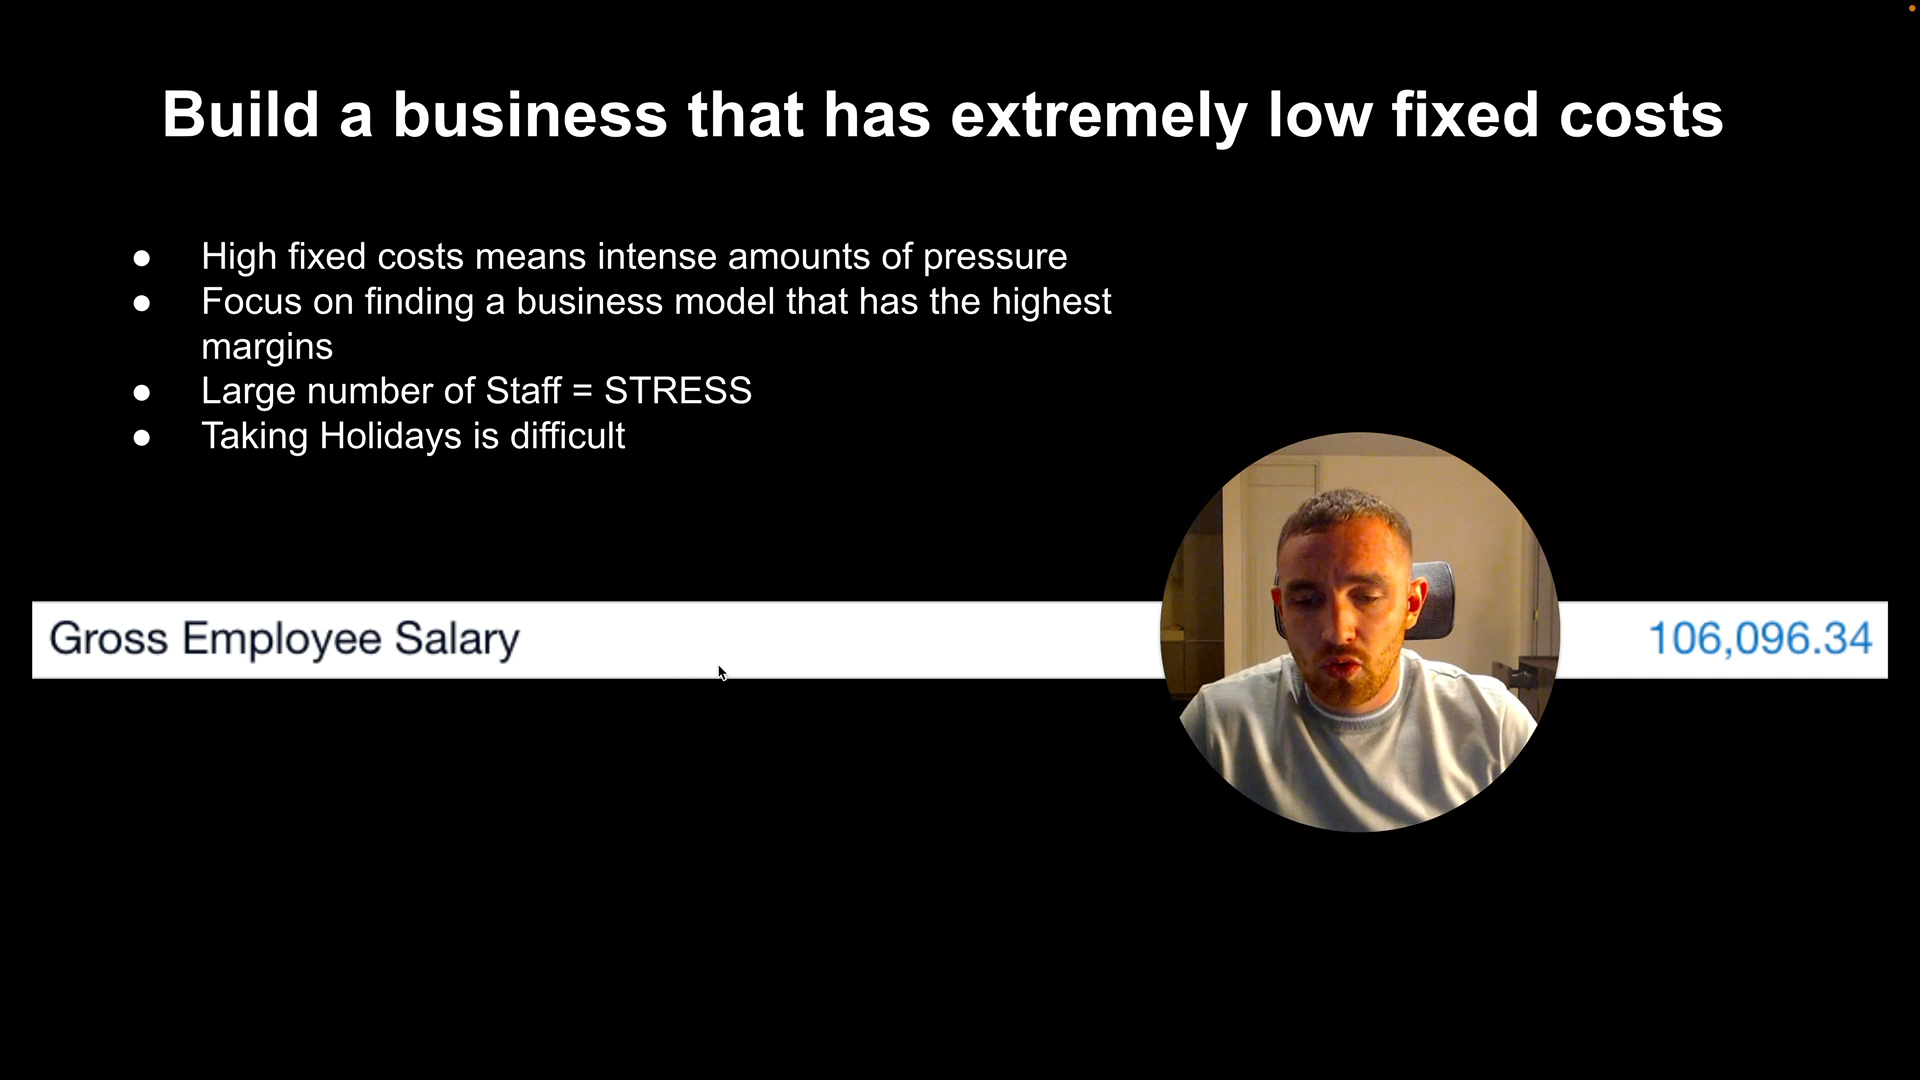 Build a business that has extremely low fixed costs
● High fixed costs means intense amounts of pressure
● Focus on finding a business model that has the highest
margins
● Large number of Staff = STRESS
● Taking Holidays is difficult
Gross Employee Salary 106,096.34